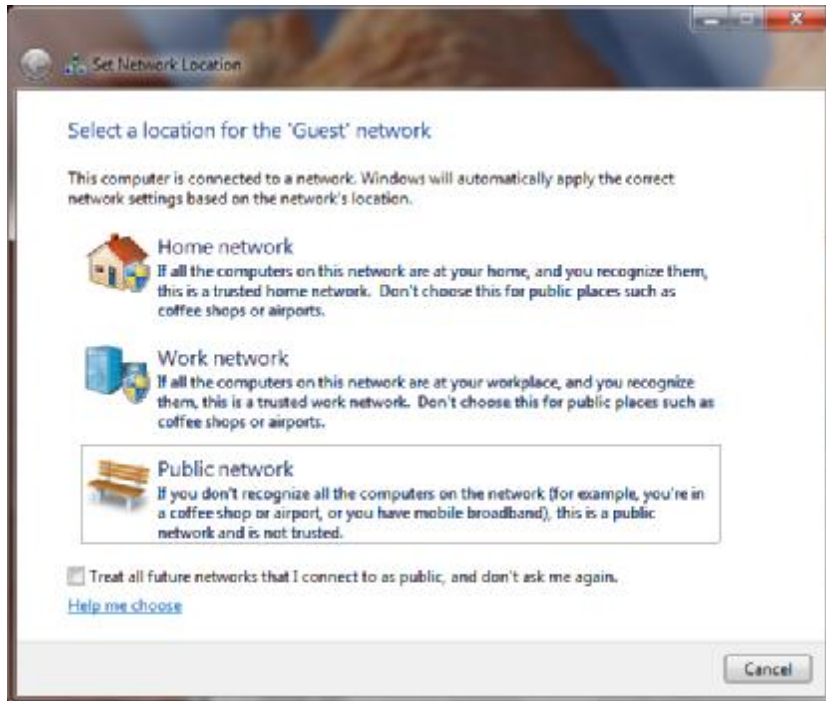 Set Network Location
Select a location for the 'Guest' network
This computer is connected to a network. Windows will automatically apply the correct
network settings based on the network's location.
Home network
If all the computers on this network are at your home, and you recognize them,
this is a trusted home network.  Don't choose this for public places such as
coffee shops or airports.
Work network
If all the computers on this network are at your workplace, and you recognize
them, this is a trusted work network.  Don't choose this for public places such as
coffee shops or airports.
Public network
If you don't recognize all the computers on the network (for example, you're in
a coffee shop or airport, or you have mobile broadband), this is a public
network and is not trusted.
Treat all future networks that I connect to as public, and don't ask me again.
Help me choose
Cancel